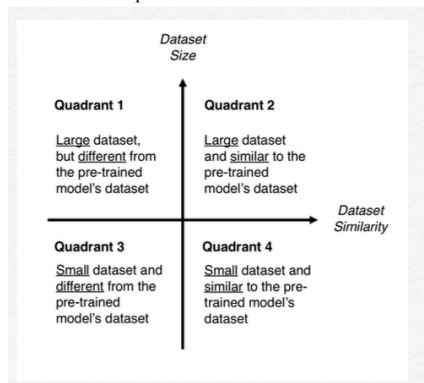 Dataset
Size
Quadrant 1
Large dataset,
but different from
the pre-trained
model's dataset
Quadrant 2
Large dataset
and similar to the
pre-trained
model's dataset
Dataset
Similarity
Quadrant 3
Small dataset and
different from the
pre-trained
model's dataset
Quadrant 4
Small dataset and
similar to the pre-
trained model's
dataset